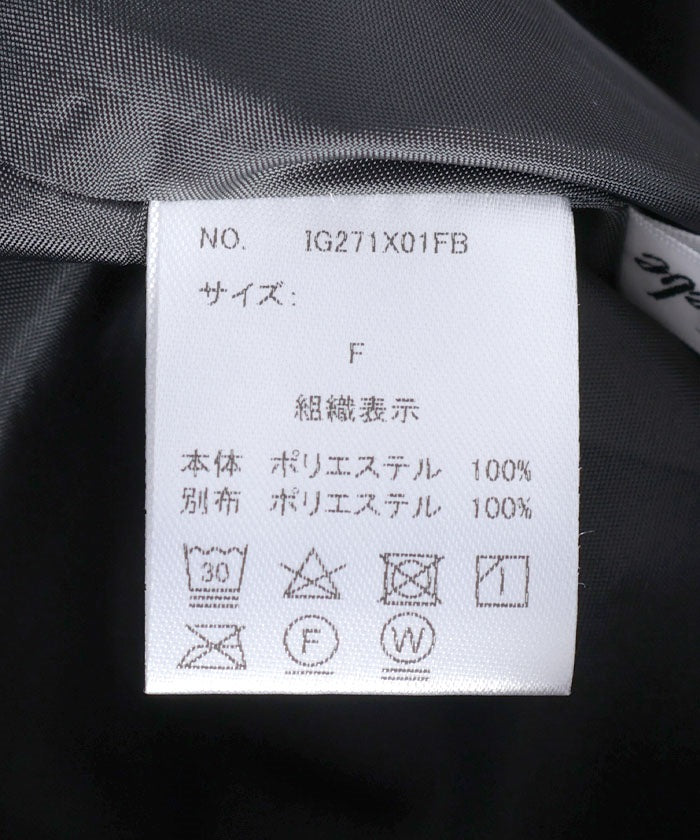 NO. IG271X01FB
サイズ:
F
組織表示
本体 ポリエステル 100%
別布 ポリエステル 100%
30
F W